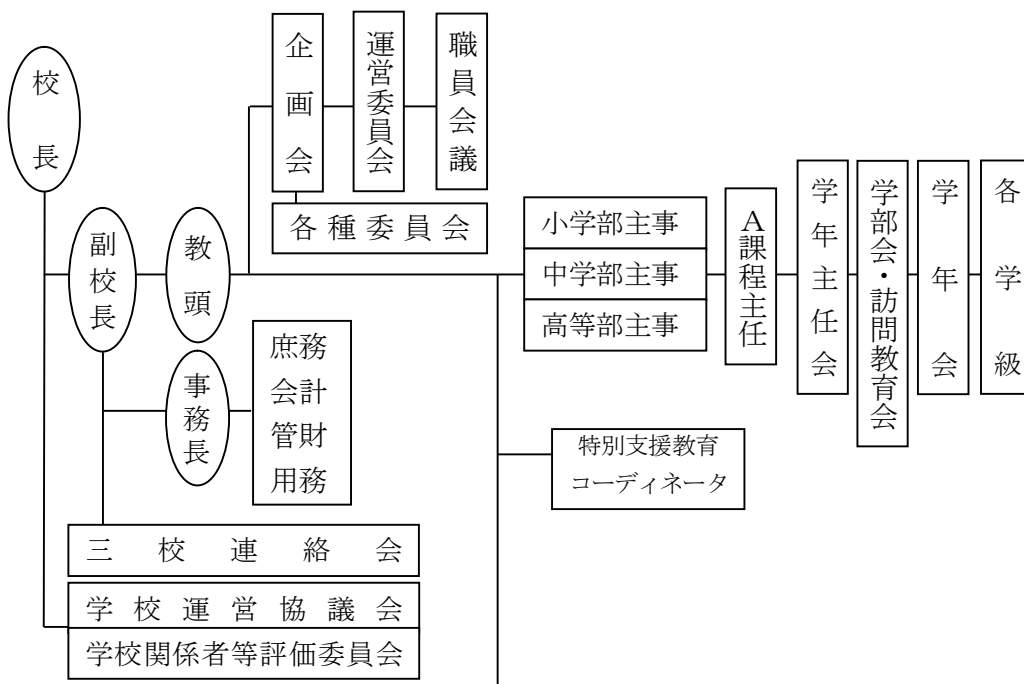 校長
副校長
教頭
事務長
企画会
運営委員会
職員会議
各種委員会
庶務
会計
管財
用務
三校連絡会
学校運営協議会
学校関係者等評価委員会
小学部主事
中学部主事
高等部主事
A課程主任
学年主任会
学部会・訪問教育会
学年会
各学級
特別支援教育
コーディネータ